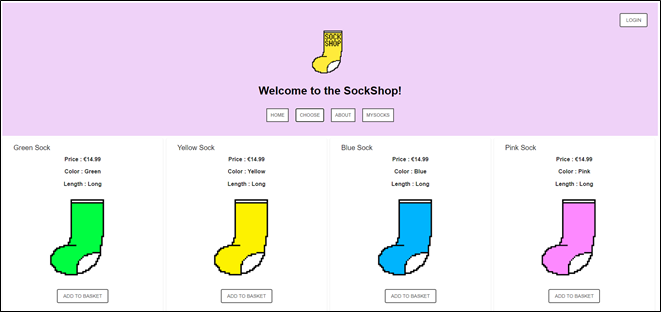 LOGIN
SOCK
SHOP
Welcome to the SockShop!
HOME
CHOOSE
ABOUT
MYSOCKS
Green Sock
Price : €14.99
Color : Green
Length : Long
ADD TO BASKET
Yellow Sock
Price : €14.99
Color : Yellow
Length : Long
ADD TO BASKET
Blue Sock
Price : €14.99
Color : Blue
Length : Long
ADD TO BASKET
Pink Sock
Price : €14.99
Color : Pink
Length : Long
ADD TO BASKET